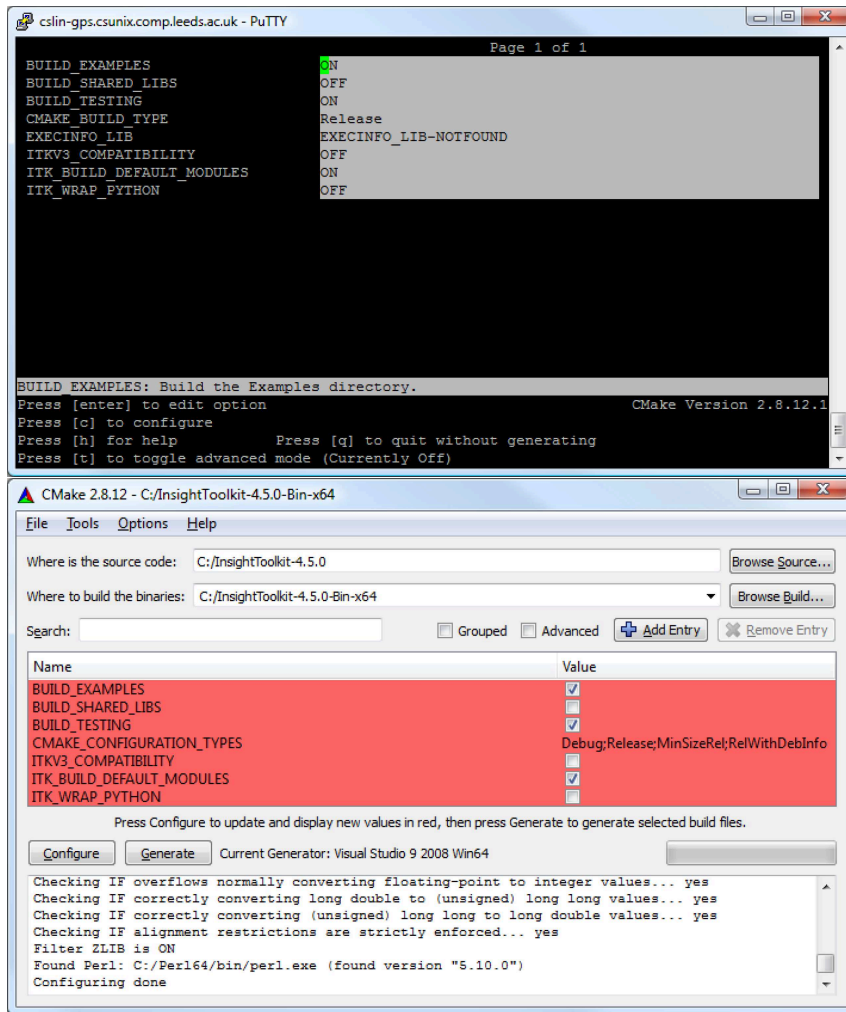 cslin-gps.csunix.comp.leeds.ac.uk - PuTTY
Page 1 of 1
BUILD_EXAMPLES ON
BUILD_SHARED_LIBS OFF
BUILD_TESTING ON
CMAKE_BUILD_TYPE Release
EXECINFO_LIB EXECINFO_LIB-NOTFOUND
ITKV3_COMPATIBILITY OFF
ITK_BUILD_DEFAULT_MODULES ON
ITK_WRAP_PYTHON OFF
BUILD_EXAMPLES: Build the Examples directory.
Press [enter] to edit option CMake Version 2.8.12.1
Press [c] to configure
Press [h] for help Press [q] to quit without generating
Press [t] to toggle advanced mode (Currently Off)
CMake 2.8.12 - C:/InsightToolkit-4.5.0-Bin-x64
File Tools Options Help
Where is the source code: C:/InsightToolkit-4.5.0 Browse Source...
Where to build the binaries: C:/InsightToolkit-4.5.0-Bin-x64 Browse Build...
Search: Grouped Advanced Add Entry Remove Entry
Name Value
BUILD_EXAMPLES
BUILD_SHARED_LIBS
BUILD_TESTING
CMAKE_CONFIGURATION_TYPES Debug;Release;MinSizeRel;RelWithDebInfo
ITKV3_COMPATIBILITY
ITK_BUILD_DEFAULT_MODULES
ITK_WRAP_PYTHON
Press Configure to update and display new values in red, then press Generate to generate selected build files.
Configure Generate Current Generator: Visual Studio 9 2008 Win64
Checking IF overflows normally converting floating-point to integer values... yes
Checking IF correctly converting long double to (unsigned) long long values... yes
Checking IF correctly converting (unsigned) long long to long double values... yes
Checking IF alignment restrictions are strictly enforced... yes
Filter ZLIB is ON
Found Perl: C:/Perl64/bin/perl.exe (found version "5.10.0")
Configuring done